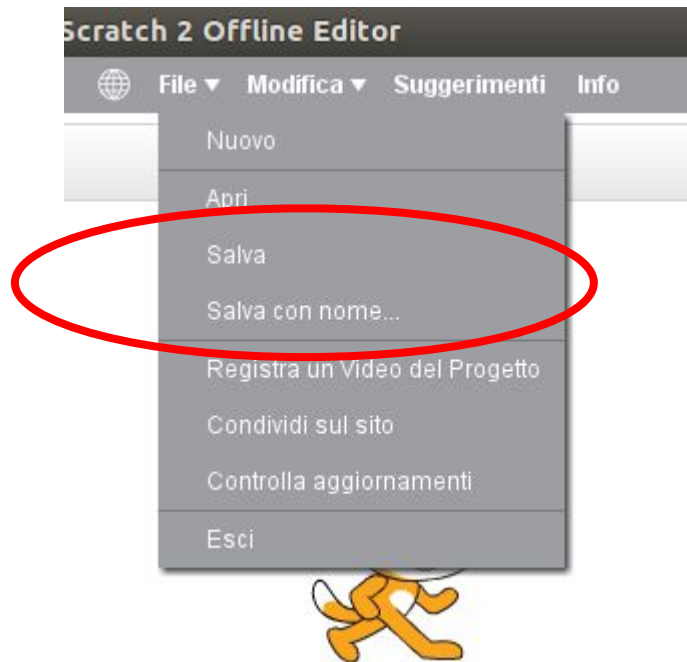 Scratch 2 Offline Editor
File ▼ Modifica ▼ Suggerimenti Info
Nuovo
Apri
Salva
Salva con nome...
Registra un Video del Progetto
Condividi sul sito
Controlla aggiornamenti
Esci